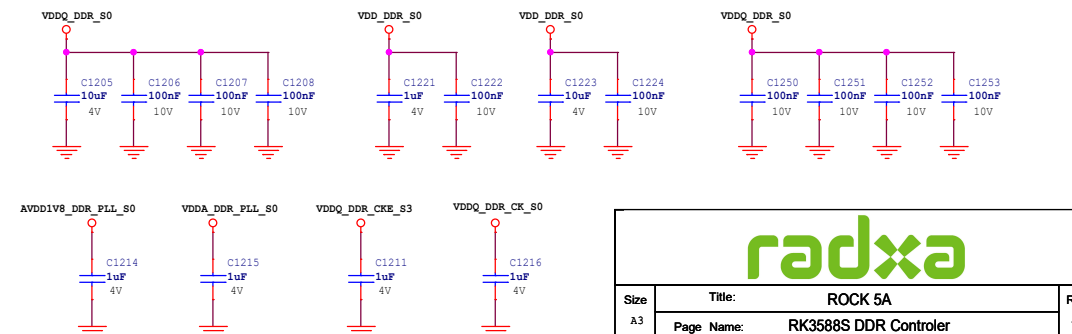 VDDQ_DDR_S0 VDD_DDR_S0 VDD_DDR_S0 VDDQ_DDR_S0
C1205 C1206 C1207 C1208 C1221 C1222 C1223 C1224 C1250 C1251 C1252 C1253
10uF 100nF 100nF 100nF 1uF 100nF 10uF 100nF 100nF 100nF 100nF 100nF
4V 10V 10V 10V 4V 10V 4V 10V 10V 10V 10V 10V
AVDD1V8_DDR_PLL_S0 VDDA_DDR_PLL_S0 VDDQ_DDR_CKE_S3 VDDQ_DDR_CK_S0
C1214 C1215 C1211 C1216
1uF 1uF 1uF 1uF
4V 4V 4V 4V
radxa
Size Title: ROCK 5A R
A3 Page Name: RK3588S DDR Controler